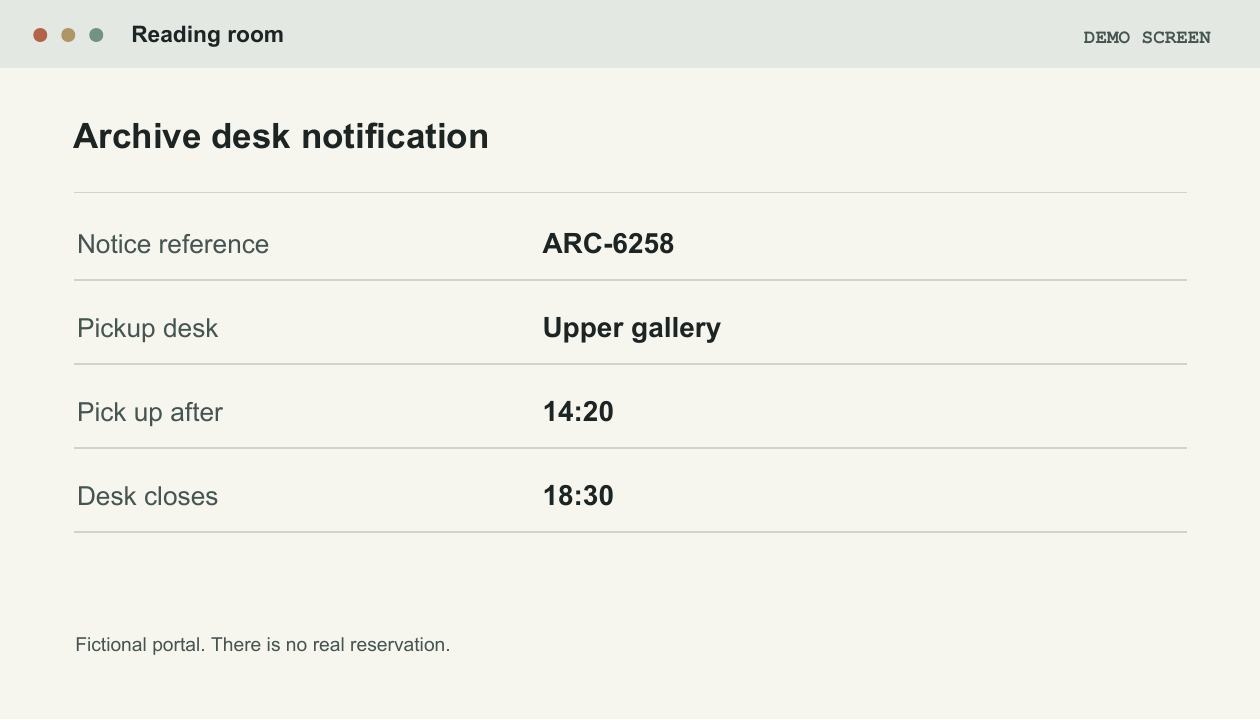 Reading room
DEMO SCREEN
Archive desk notification
Notice reference ARC-6258
Pickup desk Upper gallery
Pick up after 14:20
Desk closes 18:30
Fictional portal. There is no real reservation.